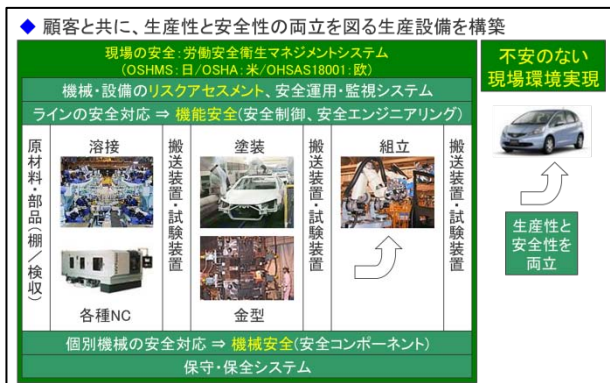 ◆ 顧客と共に、生産性と安全性の両立を図る生産設備を構築
現場の安全:労働安全衛生マネジメントシステム
(OSHMS:日/OSHA:米/OHSAS18001:欧)
機械・設備のリスクアセスメント、安全運用・監視システム
ラインの安全対応 ⇒ 機能安全(安全制御、安全エンジニアリング)
原材料・部品(棚/検収)
溶接
各種NC
搬送装置・試験装置
塗装
金型
搬送装置・試験装置
組立
搬送装置・試験装置
個別機械の安全対応 ⇒ 機械安全(安全コンポーネント)
保守・保全システム
不安のない
現場環境実現
生産性と
安全性を
両立